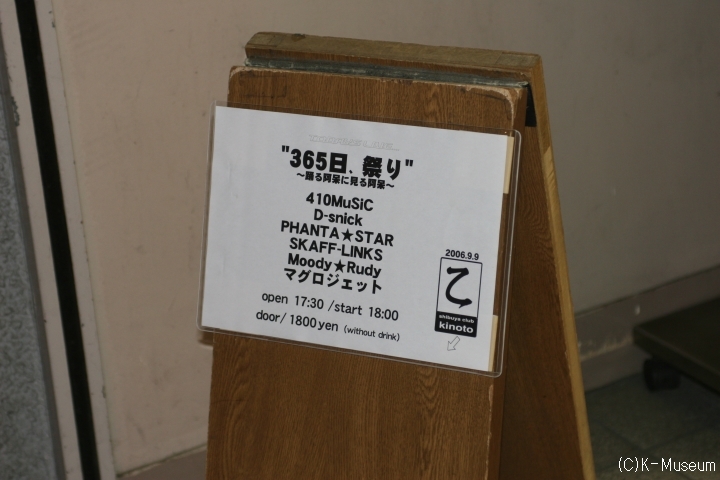 "365日、祭り"
～踊る阿呆に見る阿呆～
410MuSiC
D-snick
PHANTA★STAR
SKAFF-LINKS
Moody★Rudy
マグロジェット
open 17:30 /start 18:00
door/ 1800yen (without drink)
2006.9.9
乙
shibuya club
kinoto
(C)K-Museum